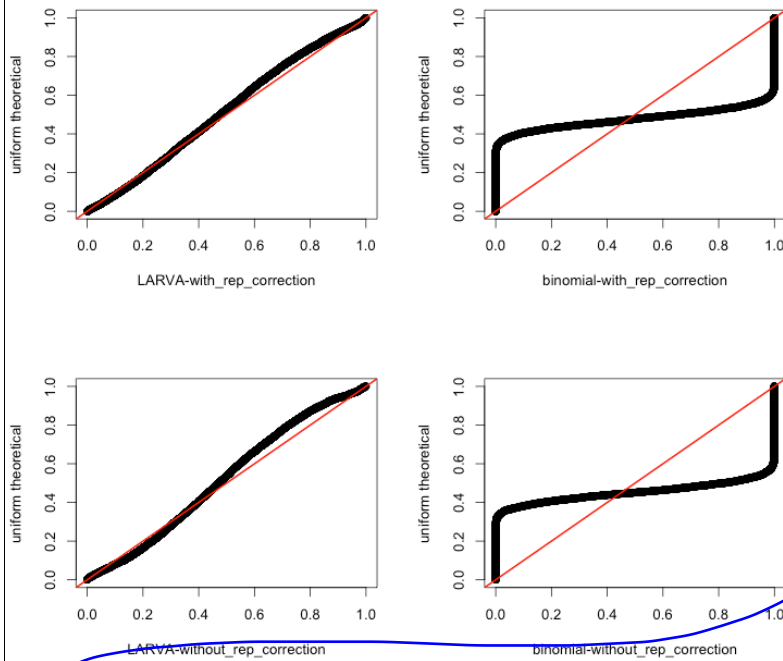 uniform theoretical
0.0 0.2 0.4 0.6 0.8 1.0
0.0 0.2 0.4 0.6 0.8 1.0
LARVA-with_rep_correction
uniform theoretical
0.0 0.2 0.4 0.6 0.8 1.0
0.0 0.2 0.4 0.6 0.8 1.0
binomial-with_rep_correction
uniform theoretical
0.0 0.2 0.4 0.6 0.8 1.0
0.0 0.2 0.4 0.6 0.8 1.0
LARVA-without_rep_correction
uniform theoretical
0.0 0.2 0.4 0.6 0.8 1.0
0.0 0.2 0.4 0.6 0.8 1.0
binomial-without_rep_correction